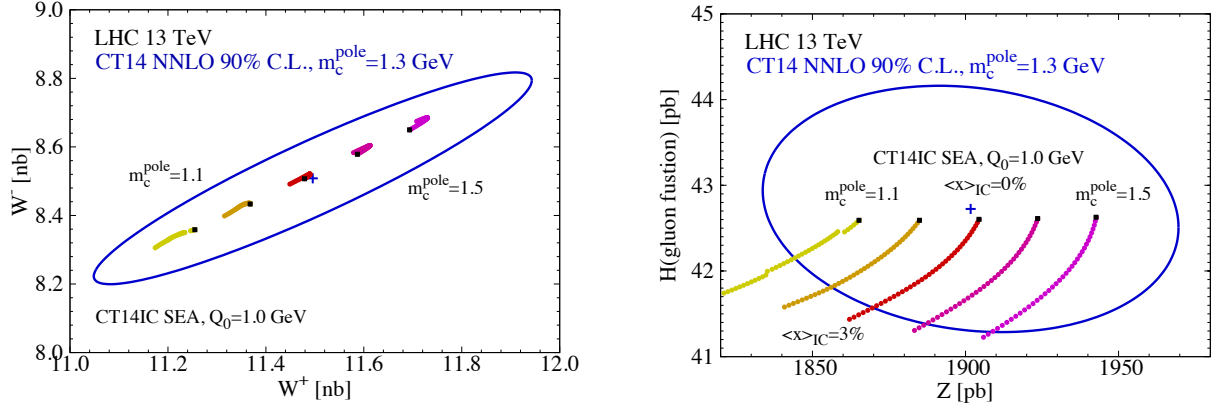 LHC 13 TeV
CT14 NNLO 90% C.L., m_c^pole=1.3 GeV
m_c^pole=1.1
m_c^pole=1.5
CT14IC SEA, Q_0=1.0 GeV
W^- [nb]
9.0
8.8
8.6
8.4
8.2
8.0
11.0 11.2 11.4 11.6 11.8 12.0
W^+ [nb]
LHC 13 TeV
CT14 NNLO 90% C.L., m_c^pole=1.3 GeV
CT14IC SEA, Q_0=1.0 GeV
m_c^pole=1.1
<x>_IC=0%
m_c^pole=1.5
<x>_IC=3%
H(gluon fustion) [pb]
45
44
43
42
41
1850 1900 1950
Z [pb]